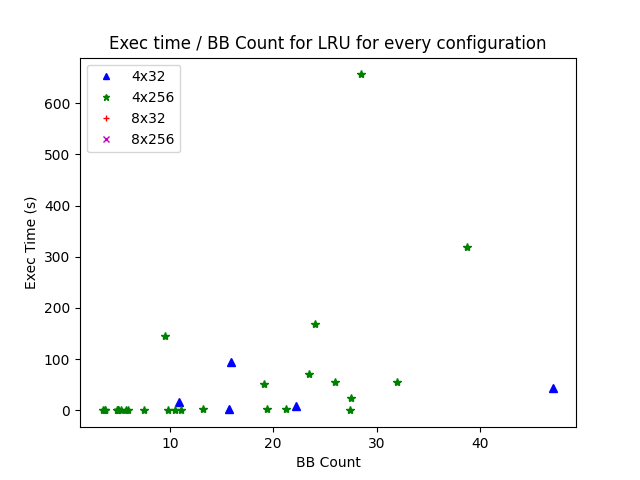 Exec time / BB Count for LRU for every configuration
4x32
4x256
8x32
8x256
600
500
400
300
200
100
0
Exec Time (s)
10
20
30
40
BB Count